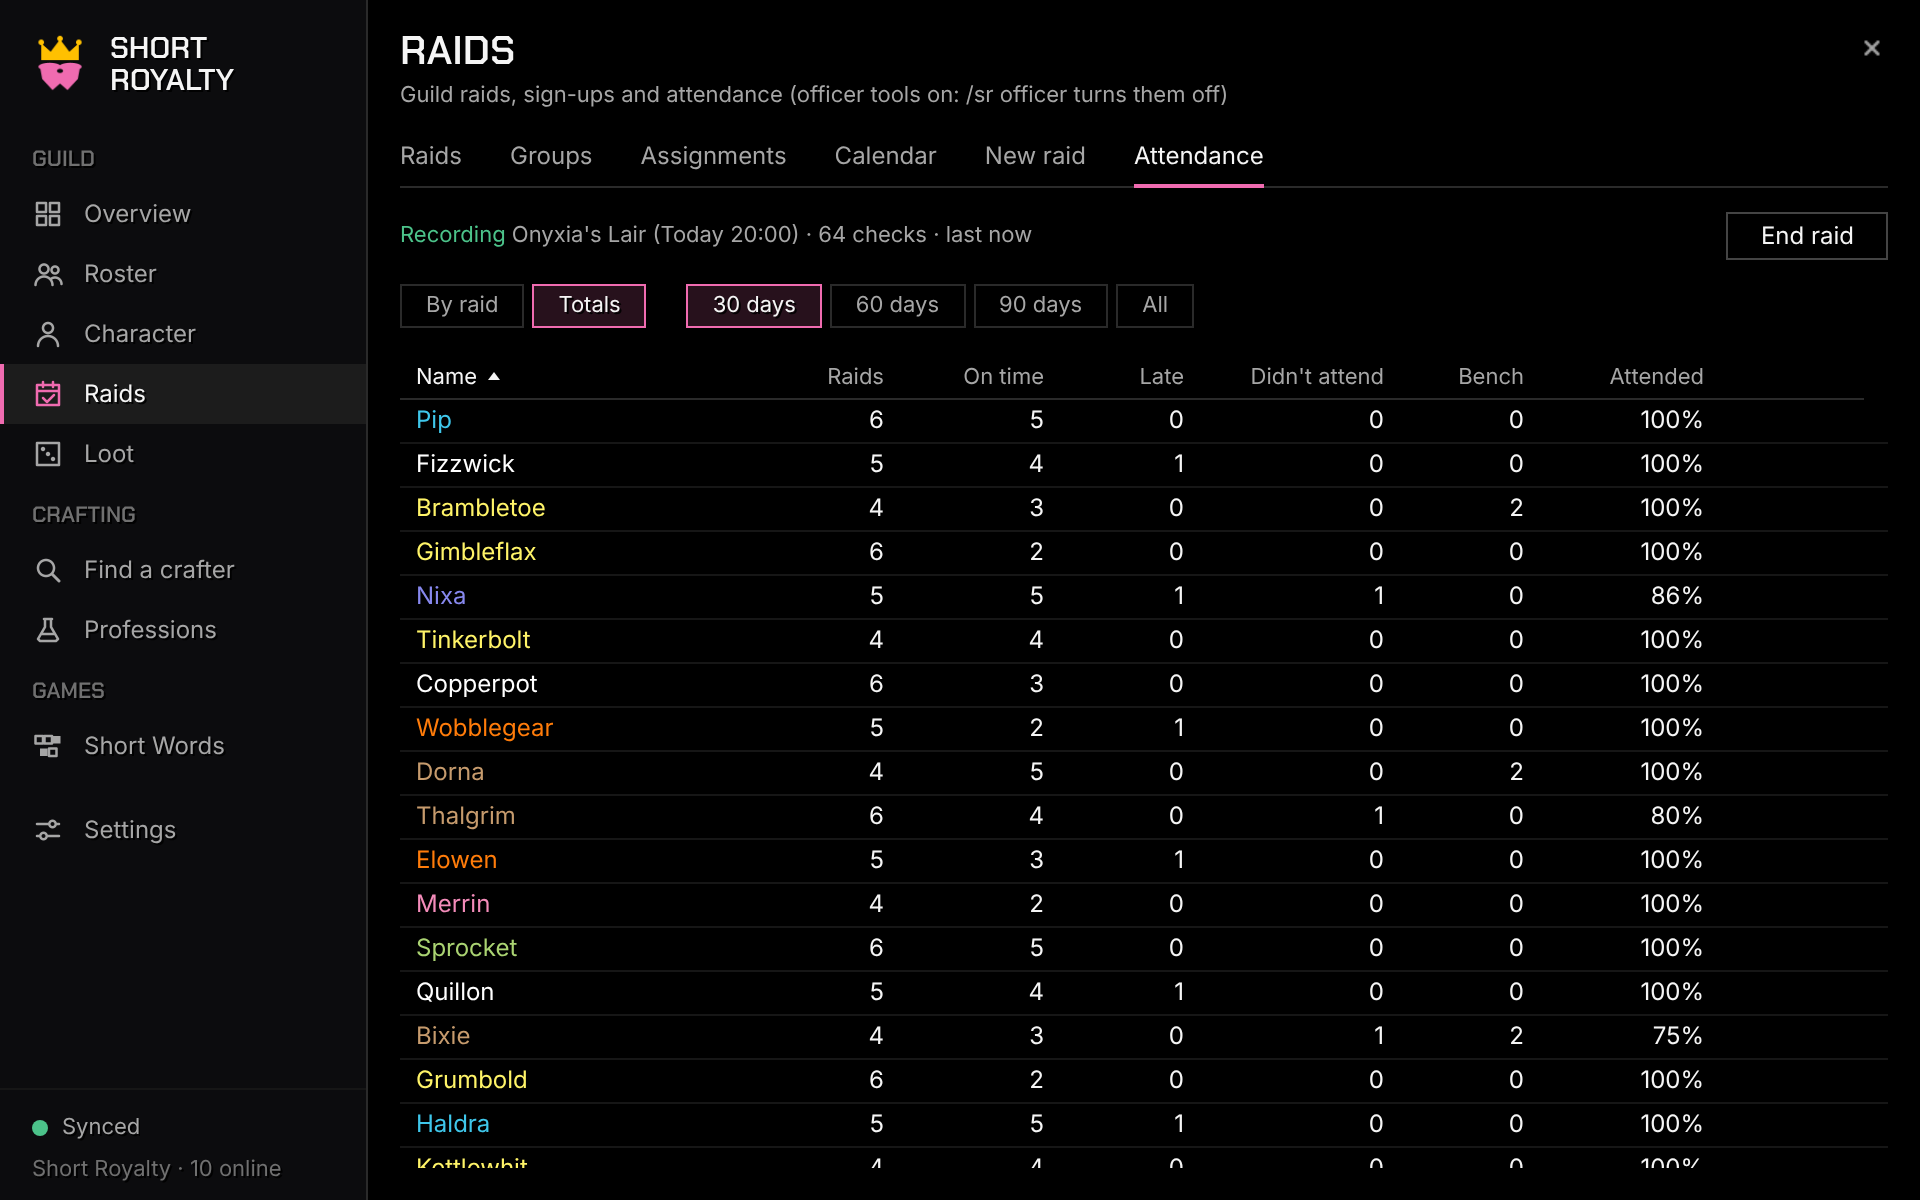 SHORT
ROYALTY
GUILD
Overview
Roster
Character
Raids
Loot
CRAFTING
Find a crafter
Professions
GAMES
Short Words
Settings
Synced
Short Royalty · 10 online
RAIDS
Guild raids, sign-ups and attendance (officer tools on: /sr officer turns them off)
Raids Groups Assignments Calendar New raid Attendance
Recording Onyxia's Lair (Today 20:00) · 64 checks · last now
End raid
By raid Totals 30 days 60 days 90 days All
Name Raids On time Late Didn't attend Bench Attended
Pip 6 5 0 0 0 100%
Fizzwick 5 4 1 0 0 100%
Brambletoe 4 3 0 0 2 100%
Gimbleflax 6 2 0 0 0 100%
Nixa 5 5 1 1 0 86%
Tinkerbolt 4 4 0 0 0 100%
Copperpot 6 3 0 0 0 100%
Wobblegear 5 2 1 0 0 100%
Dorna 4 5 0 0 2 100%
Thalgrim 6 4 0 1 0 80%
Elowen 5 3 1 0 0 100%
Merrin 4 2 0 0 0 100%
Sprocket 6 5 0 0 0 100%
Quillon 5 4 1 0 0 100%
Bixie 4 3 0 1 2 75%
Grumbold 6 2 0 0 0 100%
Haldra 5 5 1 0 0 100%
Kettlewhit 4 4 0 0 0 100%